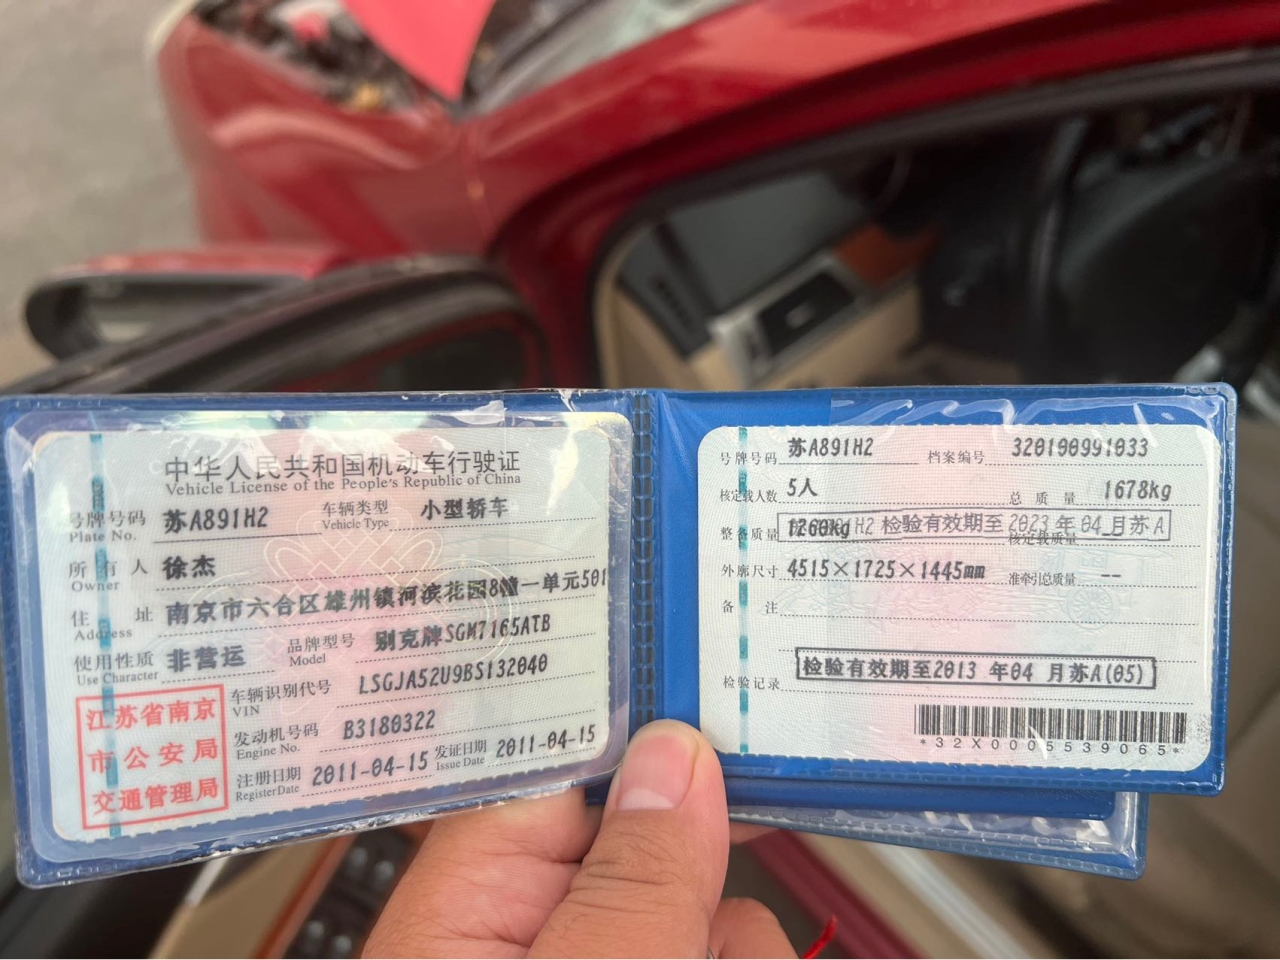 中华人民共和国机动车行驶证
Vehicle License of the People's Republic of China
号牌号码 苏A891H2 车辆类型 小型轿车
Plate No. Vehicle Type
所有人 徐杰
Owner
住址 南京市六合区雄州镇河滨花园8幢一单元501
Address
使用性质 非营运 品牌型号 别克牌SGM7165ATB
Use Character Model
江苏省南京
市公安局
交通管理局
车辆识别代号 LSGJA52U9BS132040
VIN
发动机号码 B3180322
Engine No.
注册日期 2011-04-15 发证日期 2011-04-15
Register Date Issue Date
号牌号码 苏A891H2 档案编号 320190991033
核定载人数 5人 总质量 1678kg
整备质量 1260kg 核定载质量
检验有效期至 2023 年 04 月苏A
外廓尺寸 4515×1725×1445mm 准牵引总质量 --
备注
检验记录 检验有效期至2013 年04 月苏A(05)
*32X0005539065*